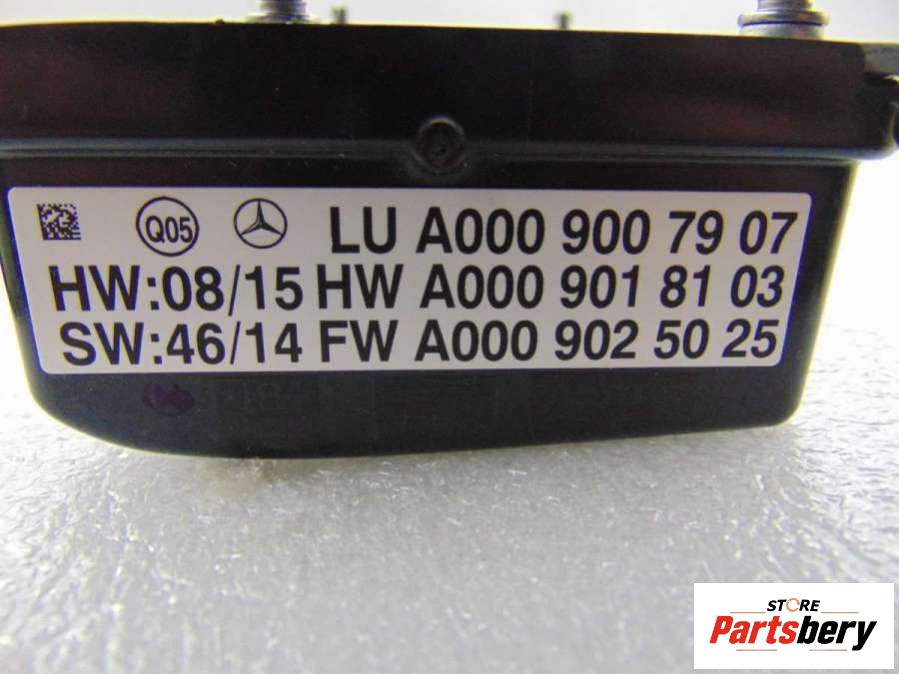 Q05 LU A000 900 79 07
HW:08/15 HW A000 901 81 03
SW:46/14 FW A000 902 50 25
STORE
Partsbery